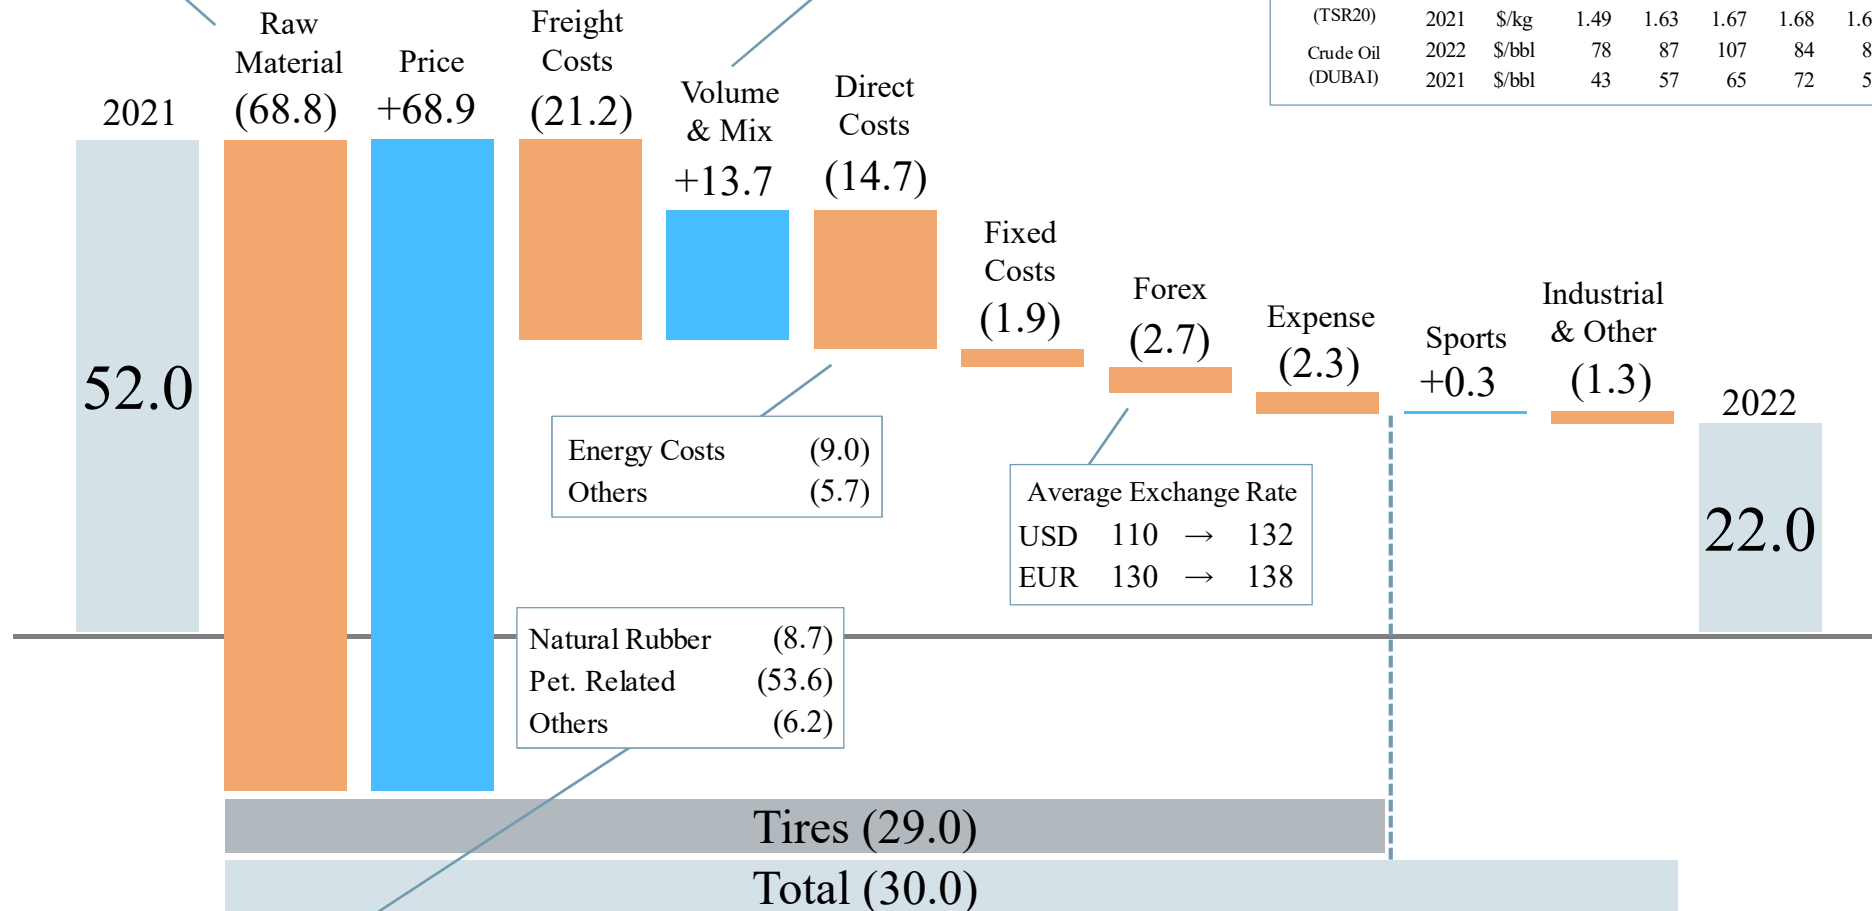 (TSR20) 2021 $/kg 1.49 1.63 1.67 1.68
Crude Oil 2022 $/bbl 78 87 107 84
(DUBAI) 2021 $/bbl 43 57 65 72
2021
Raw
Material
(68.8)
Price
+68.9
Freight
Costs
(21.2)
Volume
& Mix
+13.7
Direct
Costs
(14.7)
Fixed
Costs
(1.9)
Forex
(2.7)
Expense
(2.3)
Sports
+0.3
Industrial
& Other
(1.3)
2022
52.0
22.0
Energy Costs (9.0)
Others (5.7)
Average Exchange Rate
USD 110 → 132
EUR 130 → 138
Natural Rubber (8.7)
Pet. Related (53.6)
Others (6.2)
Tires (29.0)
Total (30.0)